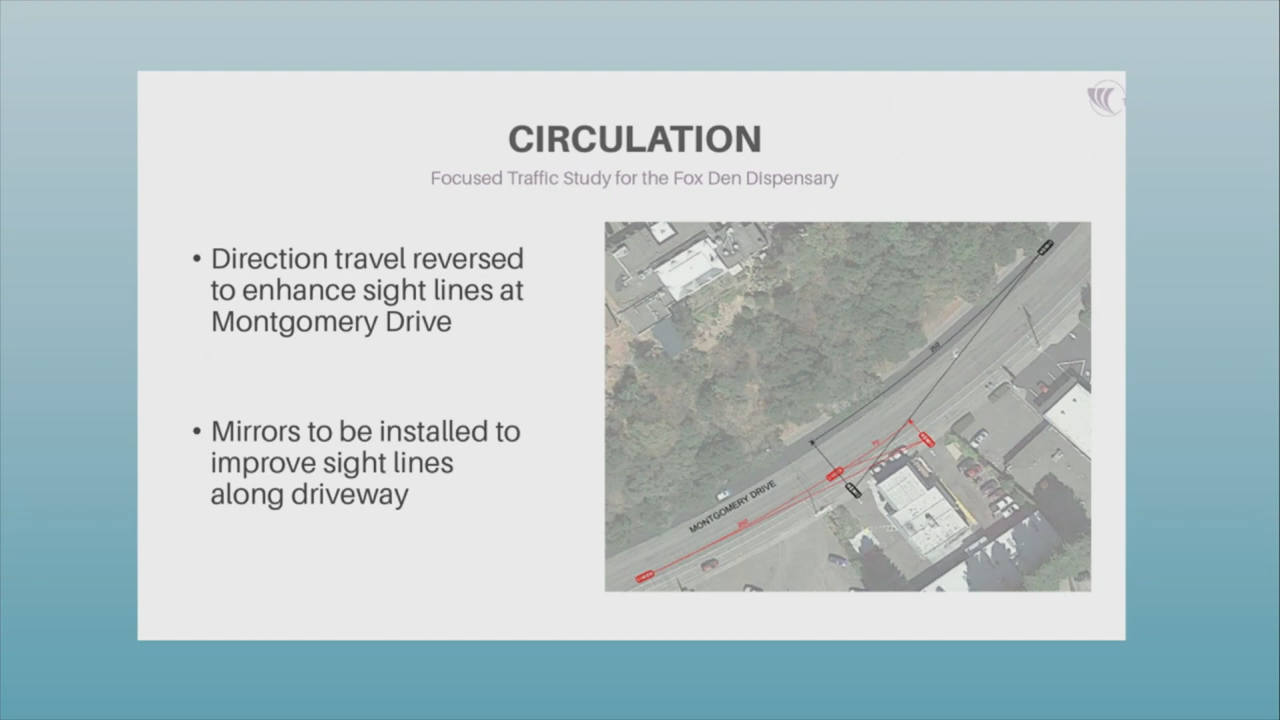 CIRCULATION
Focused Traffic Study for the Fox Den Dispensary
• Direction travel reversed
to enhance sight lines at
Montgomery Drive
• Mirrors to be installed to
improve sight lines
along driveway
MONTGOMERY DRIVE